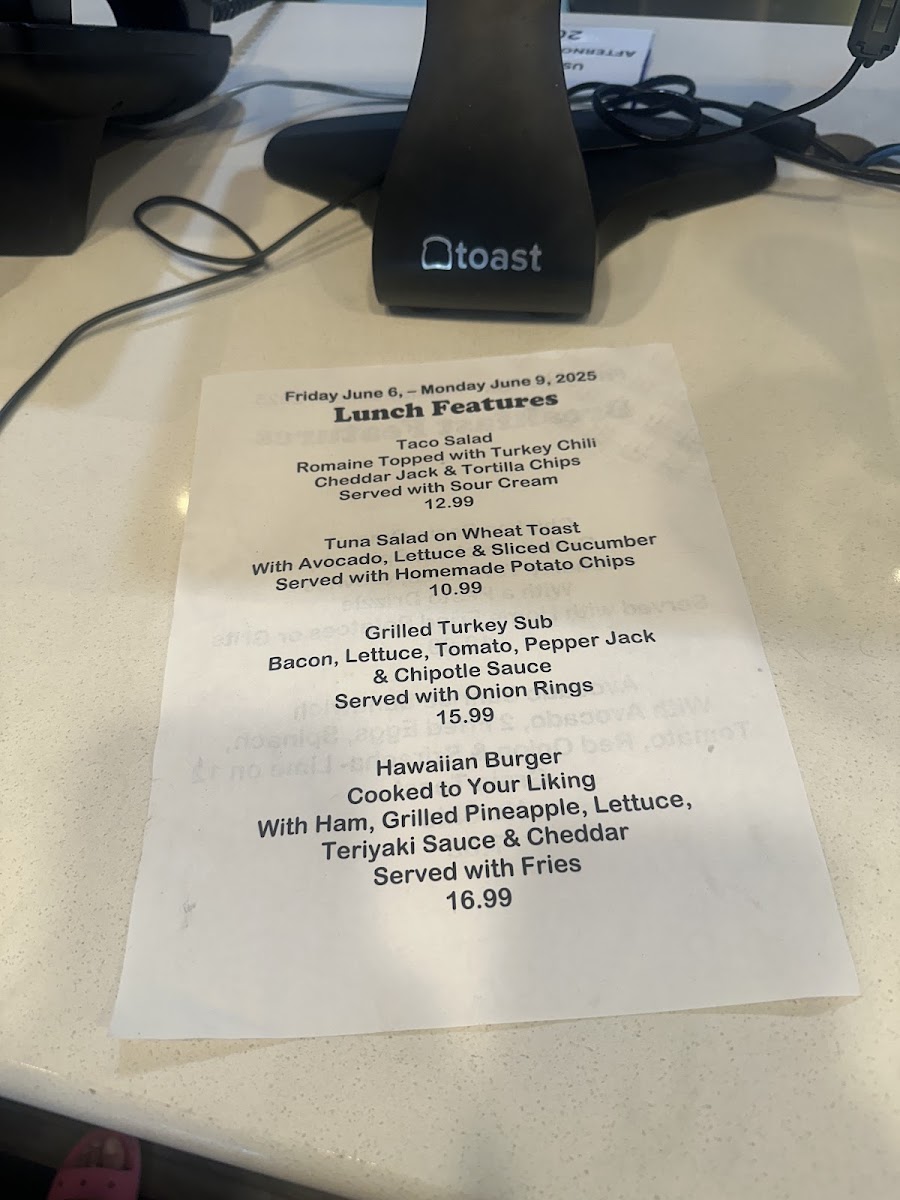 US
AFTERNO
20
toast
Friday June 6, – Monday June 9, 2025
Lunch Features
Taco Salad
Romaine Topped with Turkey Chili
Cheddar Jack & Tortilla Chips
Served with Sour Cream
12.99
Tuna Salad on Wheat Toast
With Avocado, Lettuce & Sliced Cucumber
Served with Homemade Potato Chips
10.99
Grilled Turkey Sub
Bacon, Lettuce, Tomato, Pepper Jack
& Chipotle Sauce
Served with Onion Rings
15.99
Hawaiian Burger
Cooked to Your Liking
With Ham, Grilled Pineapple, Lettuce,
Teriyaki Sauce & Cheddar
Served with Fries
16.99